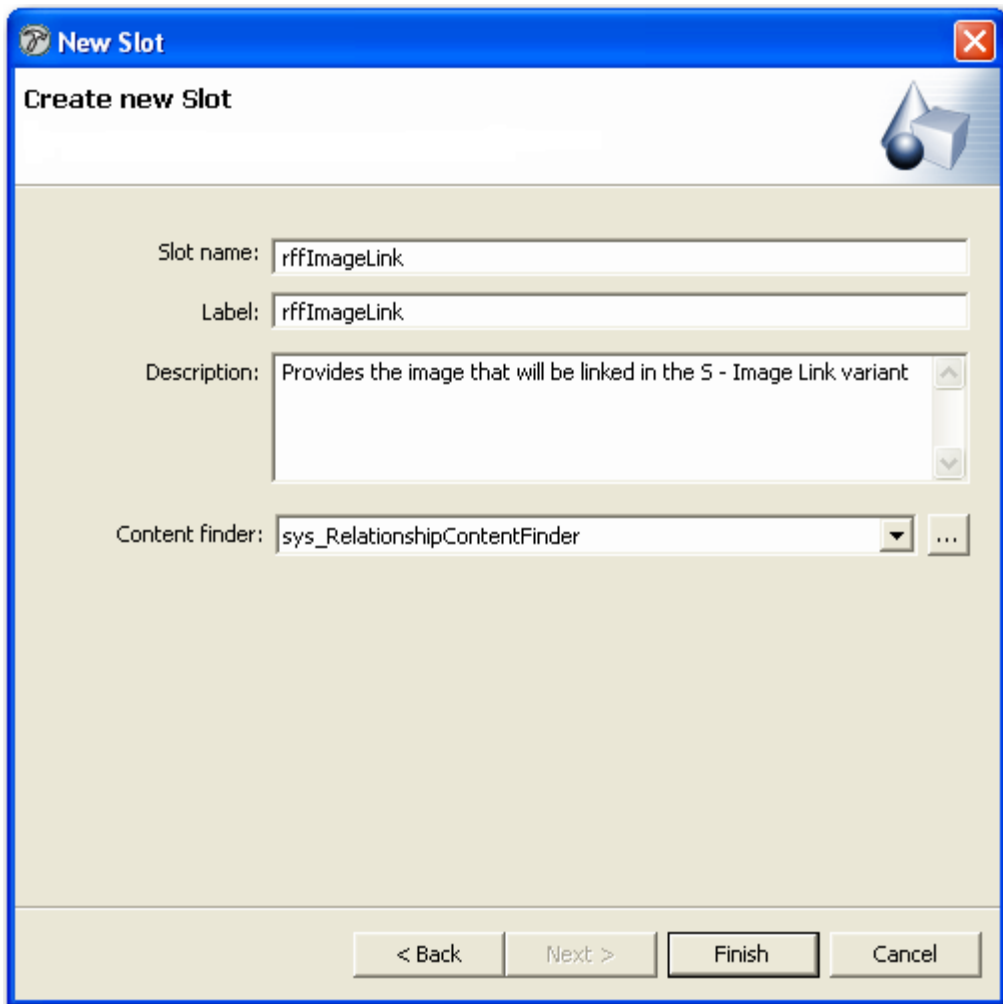 New Slot
Create new Slot
Slot name: rffImageLink
Label: rffImageLink
Description: Provides the image that will be linked in the S - Image Link variant
Content finder: sys_RelationshipContentFinder ...
< Back Next > Finish Cancel